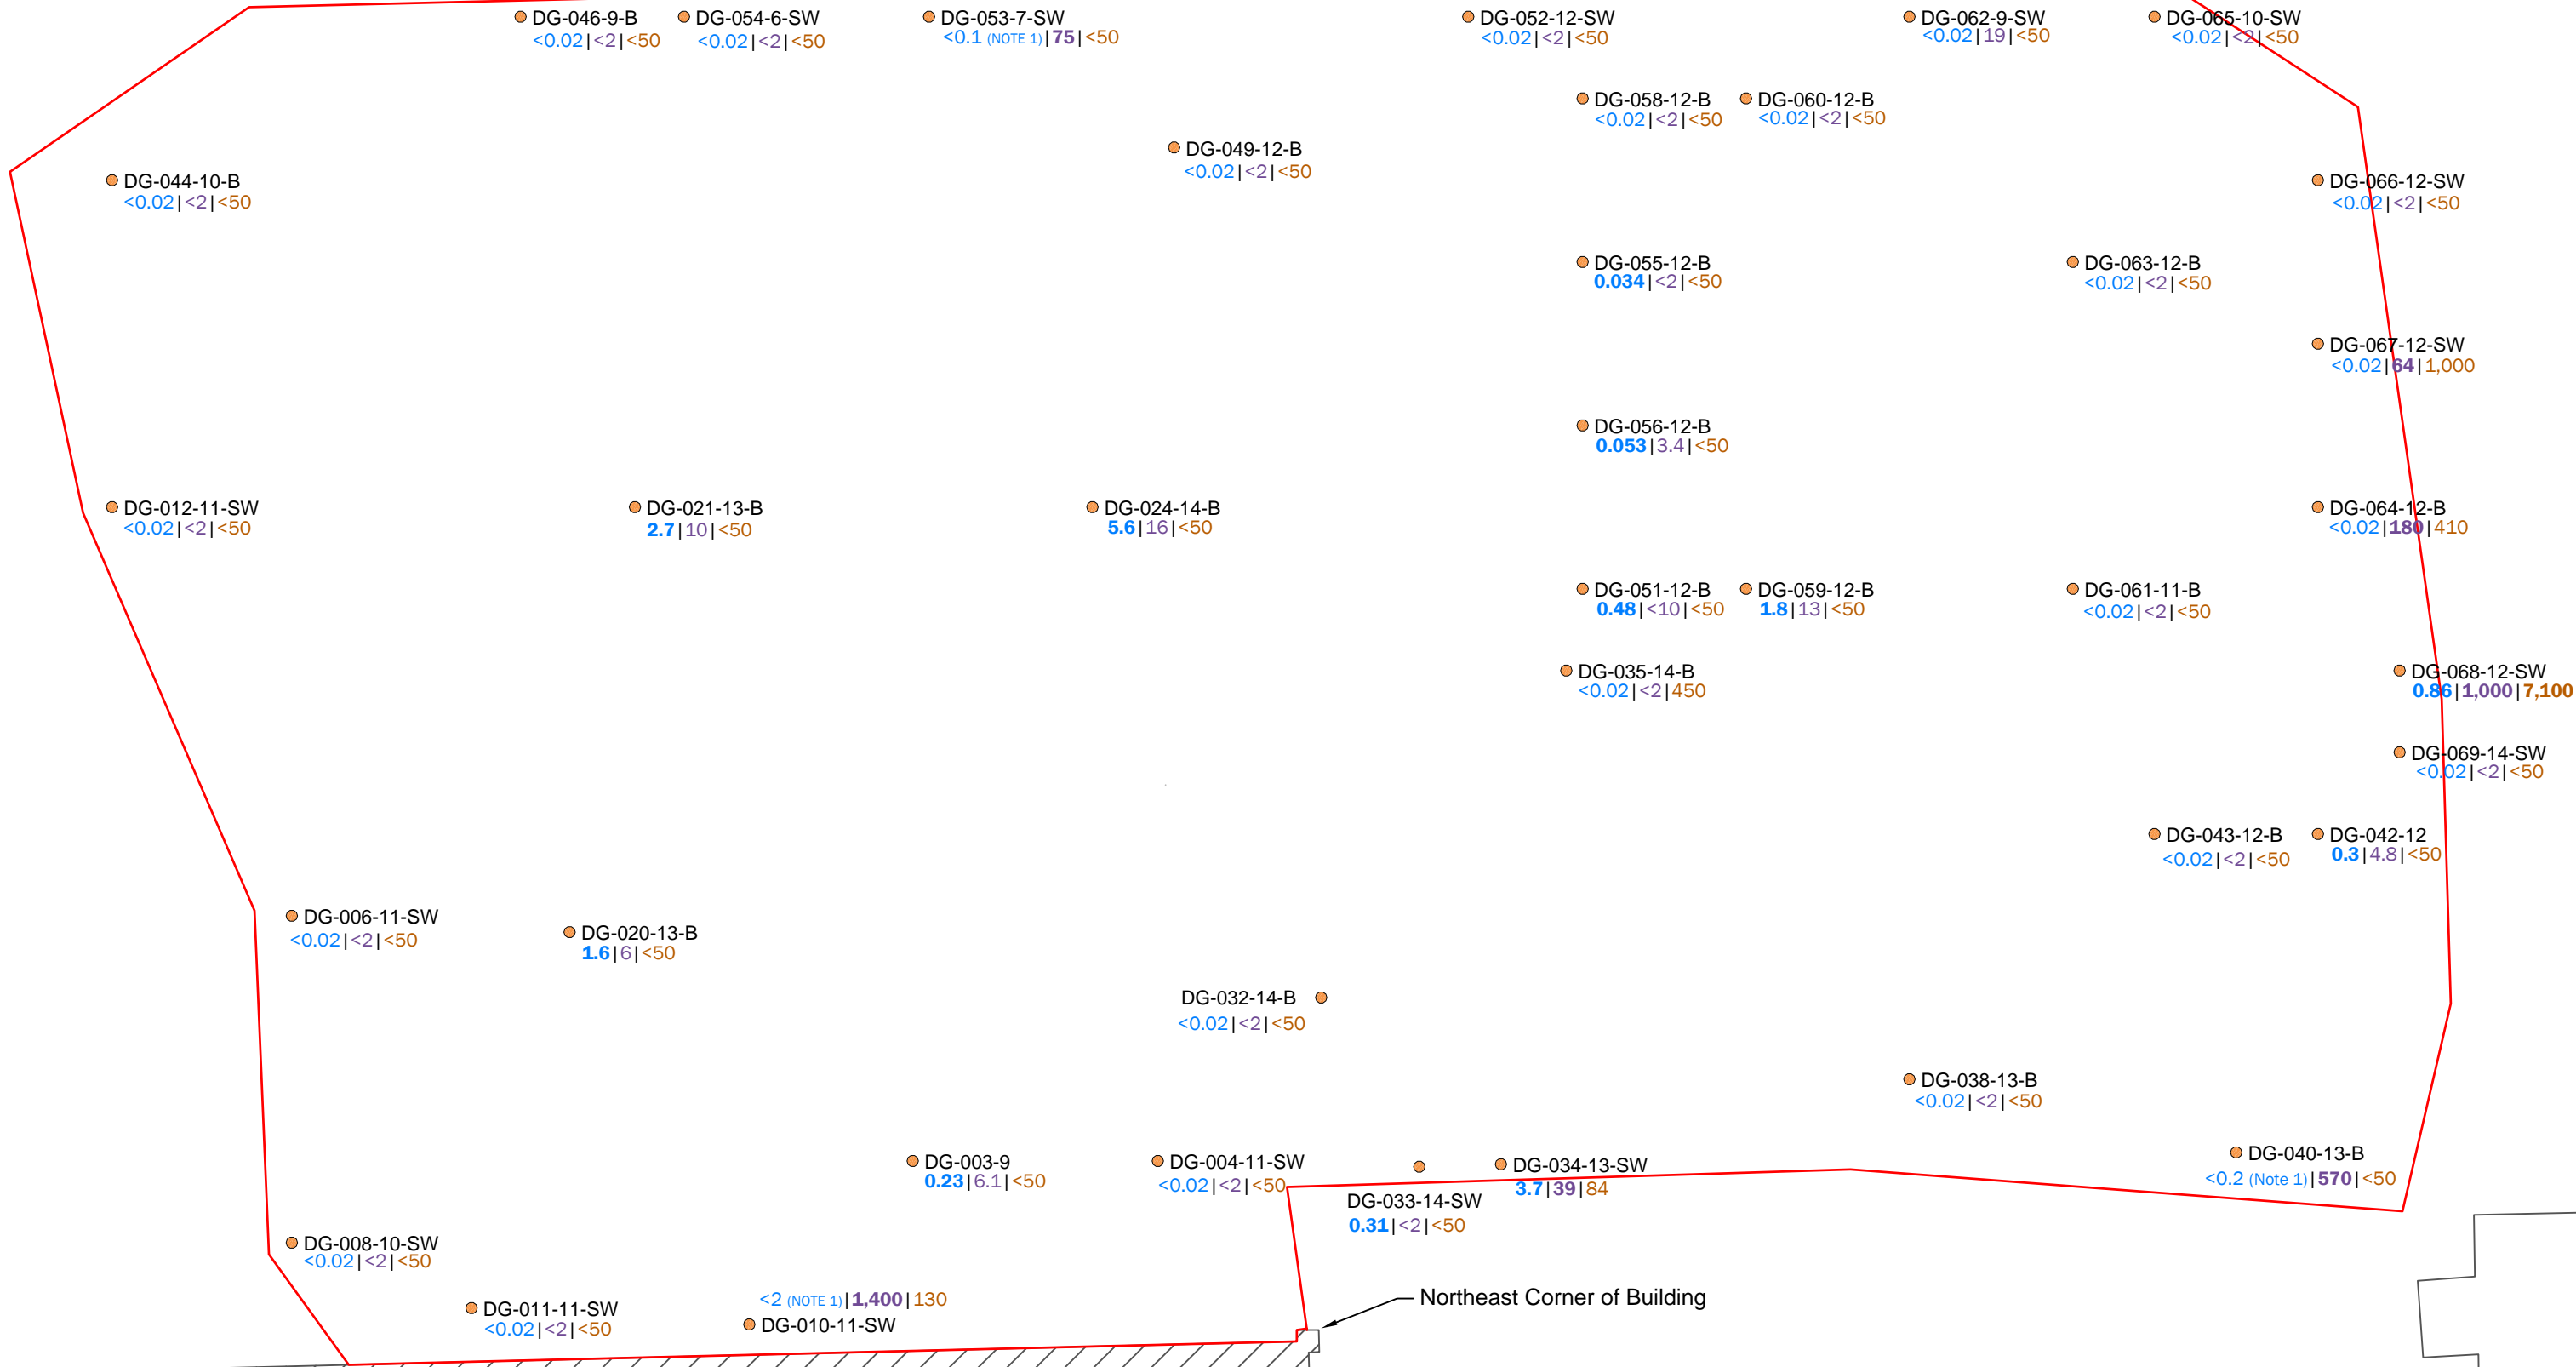 DG-046-9-B
<0.02|<2|<50
DG-054-6-SW
<0.02|<2|<50
DG-053-7-SW
<0.1 (NOTE 1)|75|<50
DG-052-12-SW
<0.02|<2|<50
DG-062-9-SW
<0.02|19|<50
DG-065-10-SW
<0.02|<2|<50
DG-058-12-B
<0.02|<2|<50
DG-060-12-B
<0.02|<2|<50
DG-049-12-B
<0.02|<2|<50
DG-044-10-B
<0.02|<2|<50
DG-066-12-SW
<0.02|<2|<50
DG-055-12-B
0.034|<2|<50
DG-063-12-B
<0.02|<2|<50
DG-067-12-SW
<0.02|64|1,000
DG-056-12-B
0.053|3.4|<50
DG-012-11-SW
<0.02|<2|<50
DG-021-13-B
2.7|10|<50
DG-024-14-B
5.6|16|<50
DG-064-12-B
<0.02|180|410
DG-051-12-B
0.48|<10|<50
DG-059-12-B
1.8|13|<50
DG-061-11-B
<0.02|<2|<50
DG-035-14-B
<0.02|<2|450
DG-068-12-SW
0.86|1,000|7,100
DG-069-14-SW
<0.02|<2|<50
DG-043-12-B
<0.02|<2|<50
DG-042-12
0.3|4.8|<50
DG-006-11-SW
<0.02|<2|<50
DG-020-13-B
1.6|6|<50
DG-032-14-B
<0.02|<2|<50
DG-038-13-B
<0.02|<2|<50
DG-003-9
0.23|6.1|<50
DG-004-11-SW
<0.02|<2|<50
DG-034-13-SW
3.7|39|84
DG-040-13-B
<0.2 (Note 1)|570|<50
DG-033-14-SW
0.31|<2|<50
DG-008-10-SW
<0.02|<2|<50
DG-011-11-SW
<0.02|<2|<50
<2 (NOTE 1)|1,400|130
DG-010-11-SW
Northeast Corner of Building